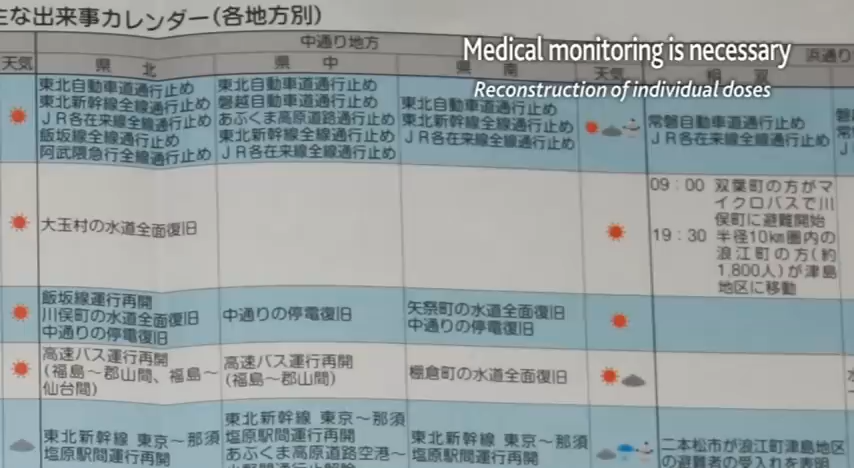 主な出来事カレンダー(各地方別)
Medical monitoring is necessary
Reconstruction of individual doses
中通り地方
浜通り
天気
県 北
県 中
県 南
天気
相 双
東北自動車道通行止め
東北新幹線全線通行止め
JR各在来線全線通行止め
飯坂線全線通行止め
阿武隈急行全線通行止め
東北自動車道通行止め
磐越自動車道通行止め
あぶくま高原道路通行止め
東北新幹線全線通行止め
JR各在来線全線通行止め
東北自動車道通行止め
東北新幹線全線通行止め
JR各在来線全線通行止め
常磐自動車道通行止め
JR各在来線全線通行止め
大玉村の水道全面復旧
09:00 双葉町の方がマ
イクロバスで川
俣町に避難開始
19:30 半径10km圏内の
浪江町の方(約
1,800人)が津島
地区に移動
飯坂線運行再開
川俣町の水道全面復旧
中通りの停電復旧
中通りの停電復旧
矢祭町の水道全面復旧
中通りの停電復旧
高速バス運行再開
(福島～郡山間、福島～
仙台間)
高速バス運行再開
(福島～郡山間)
棚倉町の水道全面復旧
東北新幹線 東京～那須
塩原駅間運行再開
東北新幹線 東京～那須
塩原駅間運行再開
あぶくま高原道路空港～
東北新幹線 東京～那須
塩原駅間運行再開
二本松市が浪江町津島地区
の避難者の受入れを表明